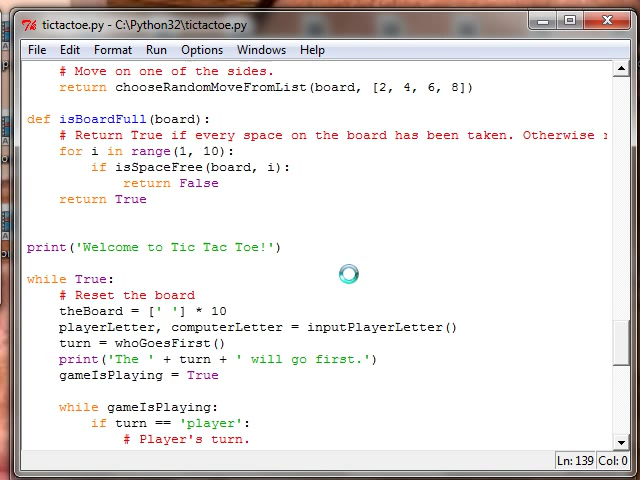 tictactoe.py - C:\Python32\tictactoe.py
File Edit Format Run Options Windows Help
# Move on one of the sides.
return chooseRandomMoveFromList(board, [2, 4, 6, 8])
def isBoardFull(board):
# Return True if every space on the board has been taken. Otherwise
for i in range(1, 10):
if isSpaceFree(board, i):
return False
return True
print('Welcome to Tic Tac Toe!')
while True:
# Reset the board
theBoard = [' '] * 10
playerLetter, computerLetter = inputPlayerLetter()
turn = whoGoesFirst()
print('The ' + turn + ' will go first.')
gameIsPlaying = True
while gameIsPlaying:
if turn == 'player':
# Player's turn.
Ln: 139 Col: 0